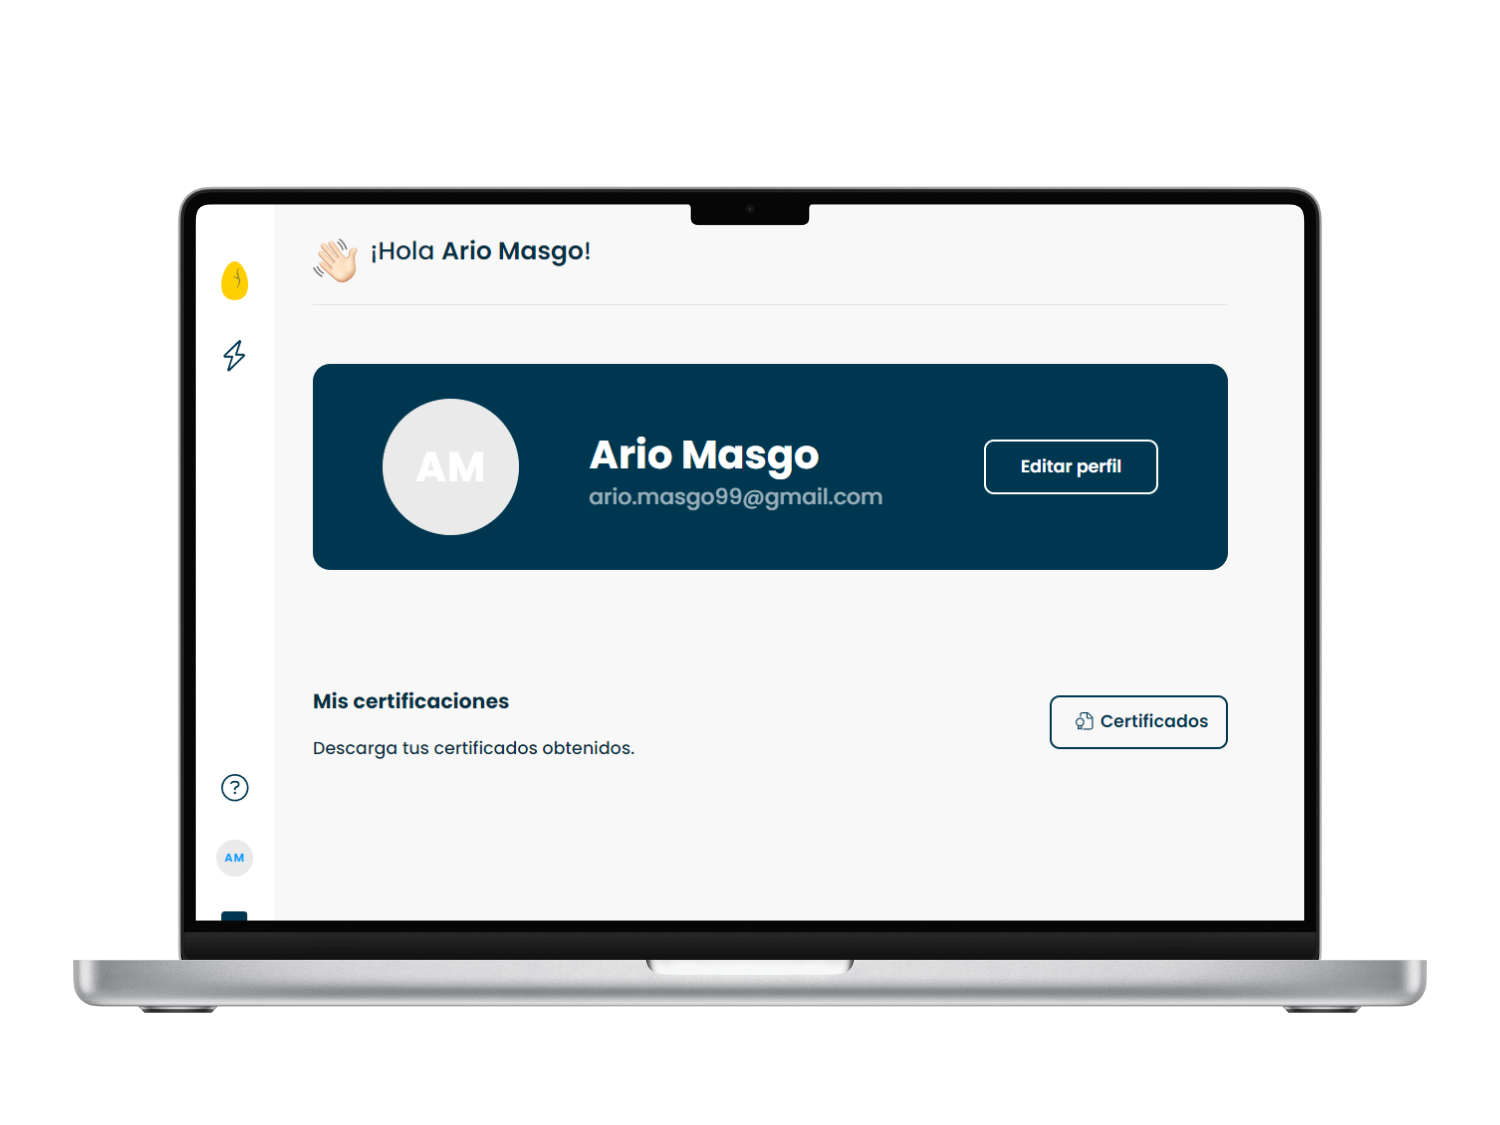 ¡Hola Ario Masgo!
AM
Ario Masgo
ario.masgo99@gmail.com
Editar perfil
Mis certificaciones
Descarga tus certificados obtenidos.
Certificados
?
AM